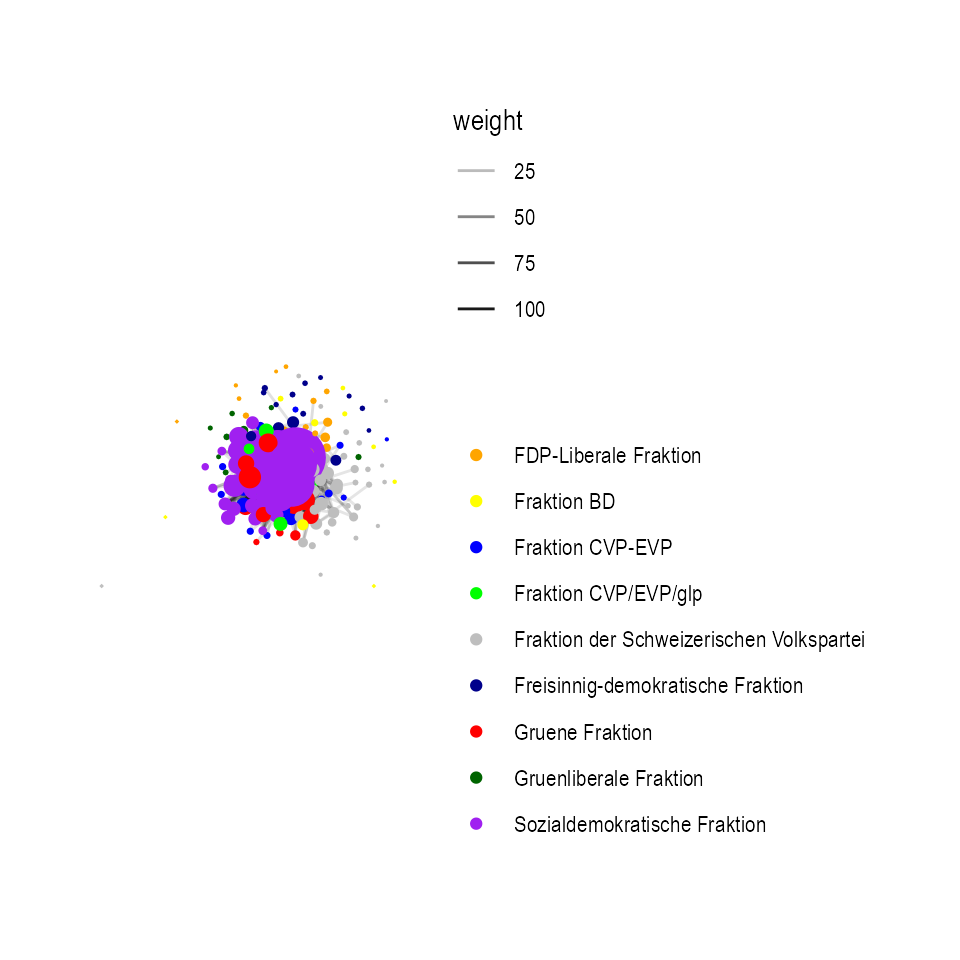 weight
25
50
75
100
FDP-Liberale Fraktion
Fraktion BD
Fraktion CVP-EVP
Fraktion CVP/EVP/glp
Fraktion der Schweizerischen Volkspartei
Freisinnig-demokratische Fraktion
Gruene Fraktion
Gruenliberale Fraktion
Sozialdemokratische Fraktion